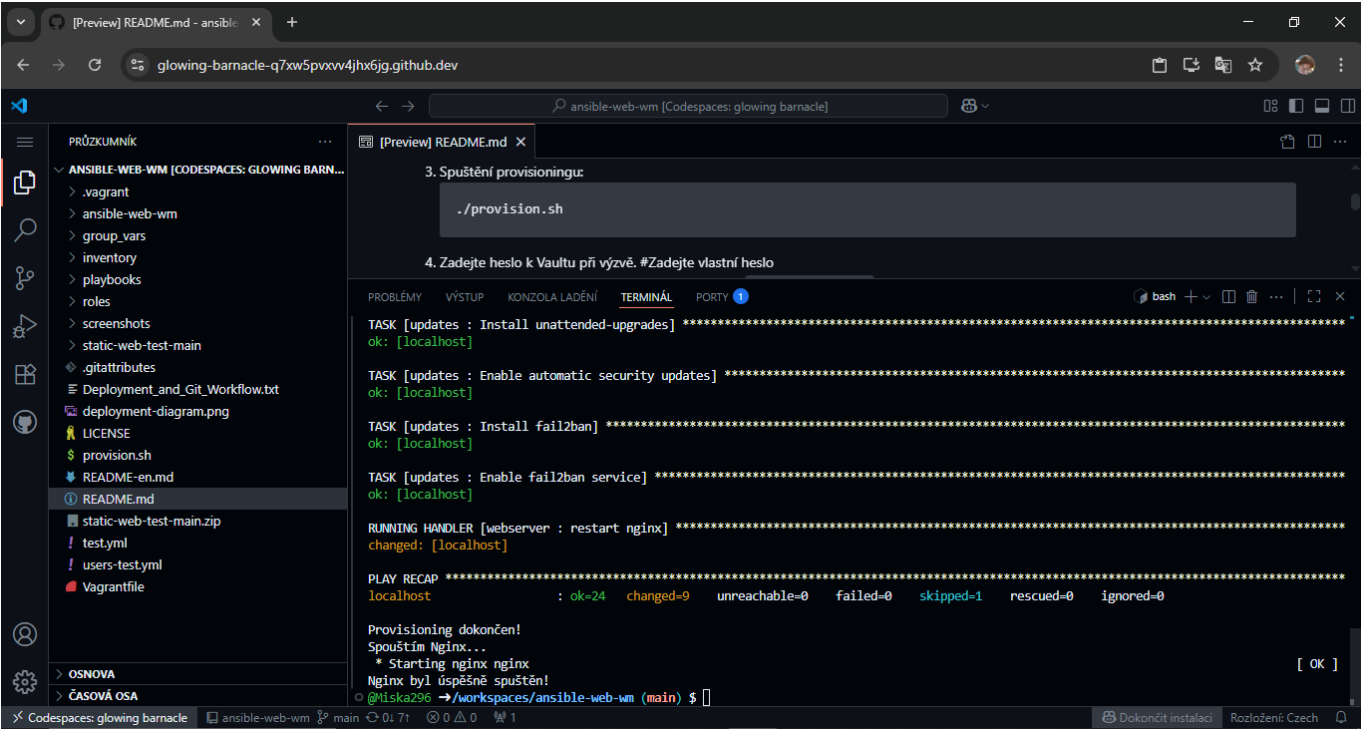 [Preview] README.md - ansible
glowing-barnacle-q7xw5pvxvv4jhx6jg.github.dev
ansible-web-wm [Codespaces: glowing barnacle]
PRŮZKUMNÍK
ANSIBLE-WEB-WM [CODESPACES: GLOWING BARN...
.vagrant
ansible-web-wm
group_vars
inventory
playbooks
roles
screenshots
static-web-test-main
.gitattributes
Deployment_and_Git_Workflow.txt
deployment-diagram.png
LICENSE
provision.sh
README-en.md
README.md
static-web-test-main.zip
test.yml
users-test.yml
Vagrantfile
OSNOVA
ČASOVÁ OSA
[Preview] README.md
3. Spuštění provisioningu:
./provision.sh
4. Zadejte heslo k Vaultu při výzvě. #Zadejte vlastní heslo
PROBLÉMY VÝSTUP KONZOLA LADĚNÍ TERMINÁL PORTY 1
bash
TASK [updates : Install unattended-upgrades] ***********************************************************************************************
ok: [localhost]
TASK [updates : Enable automatic security updates] *****************************************************************************************
ok: [localhost]
TASK [updates : Install fail2ban] **********************************************************************************************************
ok: [localhost]
TASK [updates : Enable fail2ban service] ***************************************************************************************************
ok: [localhost]
RUNNING HANDLER [webserver : restart nginx] ************************************************************************************************
changed: [localhost]
PLAY RECAP *********************************************************************************************************************************
localhost : ok=24 changed=9 unreachable=0 failed=0 skipped=1 rescued=0 ignored=0
Provisioning dokončen!
Spouštím Nginx...
* Starting nginx nginx [ OK ]
Nginx byl úspěšně spuštěn!
@Miska296 ➜/workspaces/ansible-web-wm (main) $
Codespaces: glowing barnacle ansible-web-wm main 0↓ 7↑ 0 0 1 Dokončit instalaci Rozložení: Czech